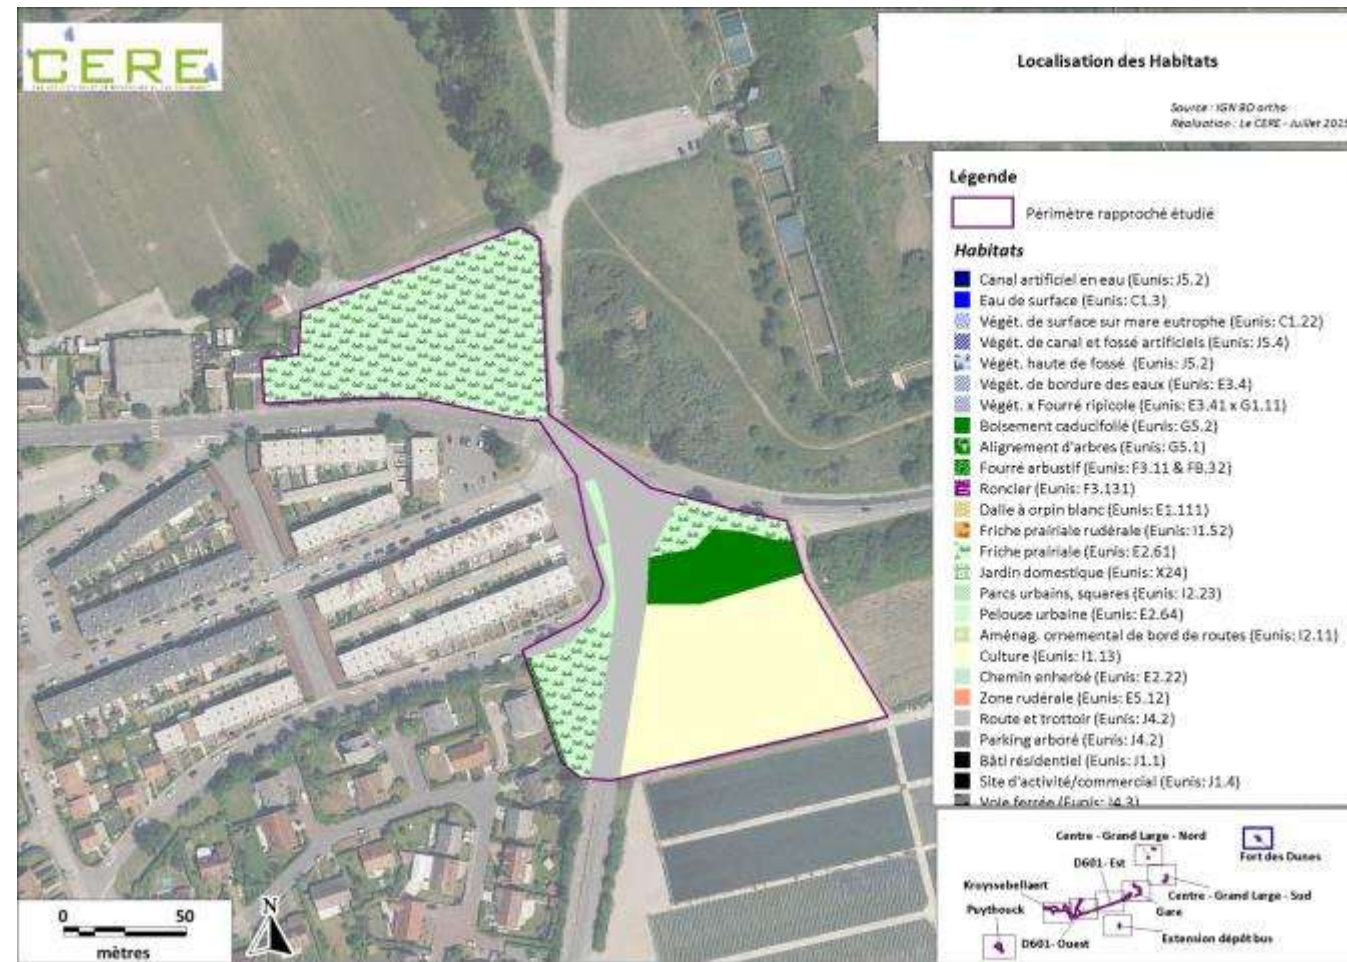 CERE
Localisation des Habitats
Source : IGN BD ortho
Réalisation : Le CERE - Juillet 2015
Légende
Périmètre rapproché étudié
Habitats
Canal artificiel en eau (Eunis: J5.2)
Eau de surface (Eunis: C1.3)
Végét. de surface sur mare eutrophe (Eunis: C1.22)
Végét. de canal et fossé artificiels (Eunis: J5.4)
Végét. haute de fossé (Eunis: J5.2)
Végét. de bordure des eaux (Eunis: E3.4)
Végét. x Fourré ripicole (Eunis: E3.41 x G1.11)
Boisement caducifolié (Eunis: G5.2)
Alignement d'arbres (Eunis: G5.1)
Fourré arbustif (Eunis: F3.11 & FB.32)
Roncier (Eunis: F3.131)
Dalle à orpin blanc (Eunis: E1.111)
Friche prairiale rudérale (Eunis: I1.52)
Friche prairiale (Eunis: E2.61)
Jardin domestique (Eunis: X24)
Parcs urbains, squares (Eunis: I2.23)
Pelouse urbaine (Eunis: E2.64)
Aménag. ornemental de bord de routes (Eunis: I2.11)
Culture (Eunis: I1.13)
Chemin enherbé (Eunis: E2.22)
Zone rudérale (Eunis: E5.12)
Route et trottoir (Eunis: J4.2)
Parking arboré (Eunis: J4.2)
Bâti résidentiel (Eunis: J1.1)
Site d'activité/commercial (Eunis: J1.4)
Voie ferrée (Eunis: J4.3)
Centre - Grand Large - Nord
Fort des Dunes
D601- Est
Kruyssebellaert
Centre - Grand Large - Sud
Puythouck
Gare
D601- Ouest
Extension dépôt bus
0 50
mètres
N